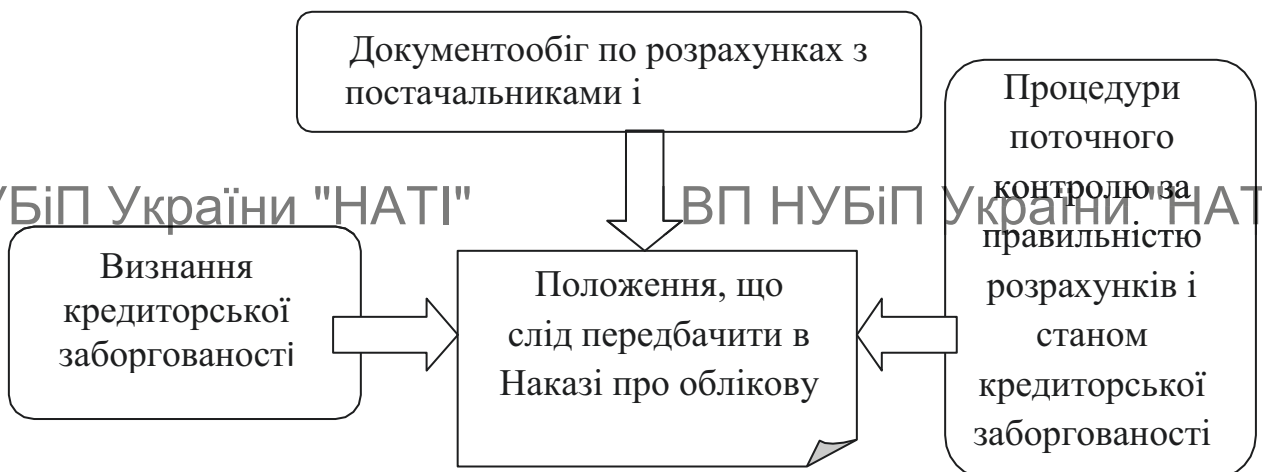 Документообіг по розрахунках з
постачальниками і
Процедури
поточного
контролю за
правильністю
розрахунків і
станом
кредиторської
заборгованості
УБіП України "НАТІ"
ВП НУБіП України "НАТ
Визнання
кредиторської
заборгованості
Положення, що
слід передбачити в
Наказі про облікову